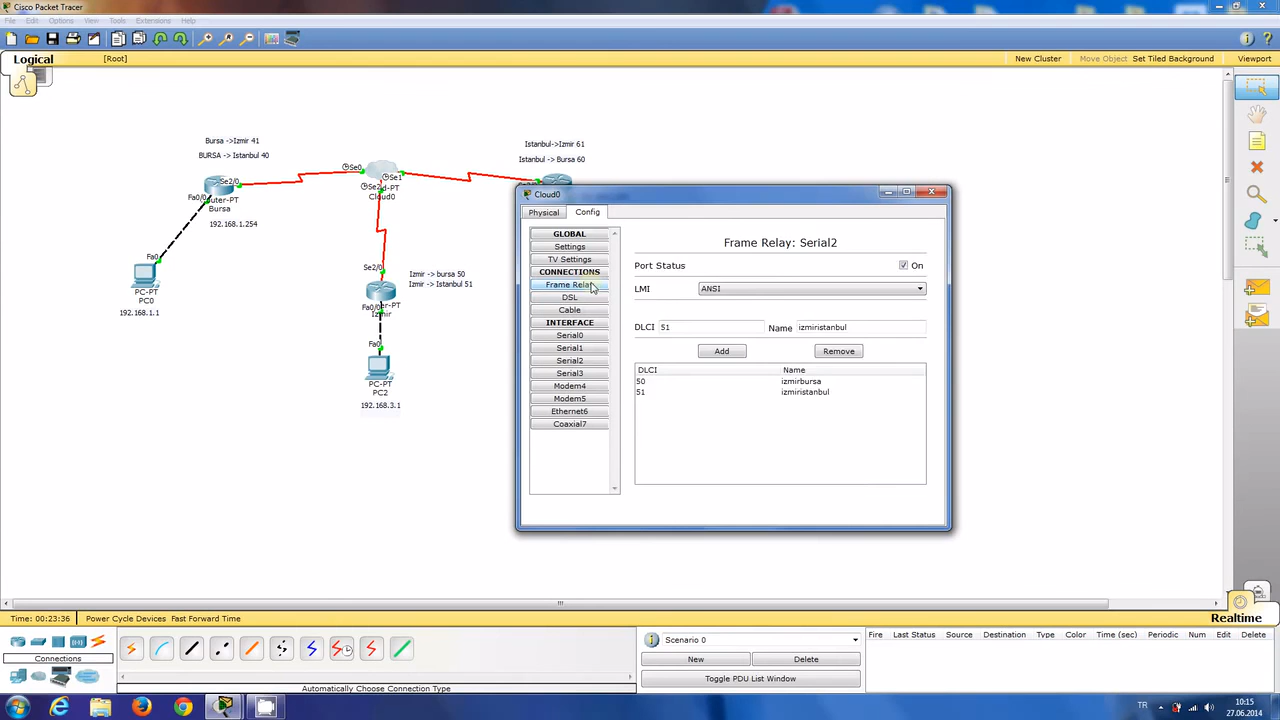 Cisco Packet Tracer
File Edit Options View Tools Extensions Help
Logical [Root] New Cluster Move Object Set Tiled Background Viewport
Bursa ->Izmir 41
BURSA -> Istanbul 40
Istanbul->Izmir 61
Istanbul -> Bursa 60
Se0
Se1
Se2
d-PT
Cloud0
Se2/0
Fa0/0
outer-PT
Bursa
192.168.1.254
Fa0
PC-PT
PC0
192.168.1.1
Se2/0
Izmir -> bursa 50
Izmir -> Istanbul 51
Fa0/0
er-PT
Izmir
Fa0
PC-PT
PC2
192.168.3.1
Cloud0
Physical Config
GLOBAL
Settings
TV Settings
CONNECTIONS
Frame Relay
DSL
Cable
INTERFACE
Serial0
Serial1
Serial2
Serial3
Modem4
Modem5
Ethernet6
Coaxial7
Frame Relay: Serial2
Port Status On
LMI ANSI
DLCI 51 Name izmiristanbul
Add Remove
DLCI Name
50 izmirbursa
51 izmiristanbul
Time: 00:23:36 Power Cycle Devices Fast Forward Time Realtime
Connections
Automatically Choose Connection Type
Scenario 0
New Delete
Toggle PDU List Window
Fire Last Status Source Destination Type Color Time (sec) Periodic Num Edit Delete
TR 10:15
27.06.2014